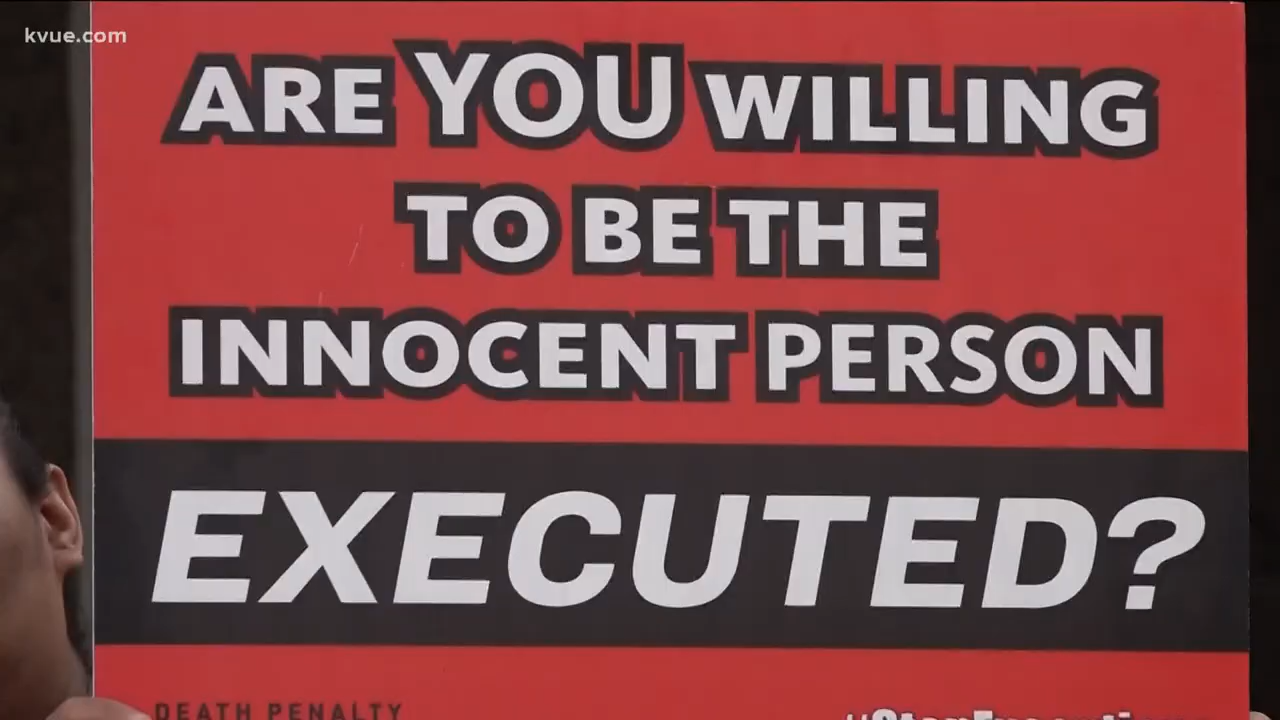 kvue.com
ARE YOU WILLING
TO BE THE
INNOCENT PERSON
EXECUTED?
DEATH PENALTY